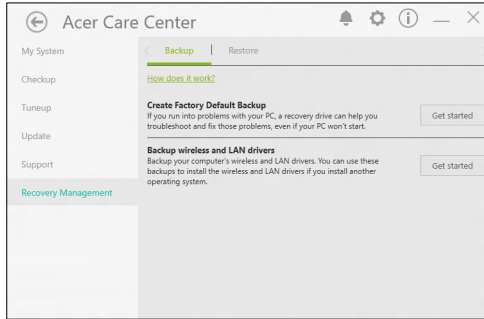 Acer Care Center
My System
Checkup
Tuneup
Update
Support
Recovery Management
Backup
Restore
How does it work?
Create Factory Default Backup
If you run into problems with your PC, a recovery drive can help you
troubleshoot and fix those problems, even if your PC won't start.
Get started
Backup wireless and LAN drivers
Backup your computer's wireless and LAN drivers. You can use these
backups to install the wireless and LAN drivers if you install another
operating system.
Get started